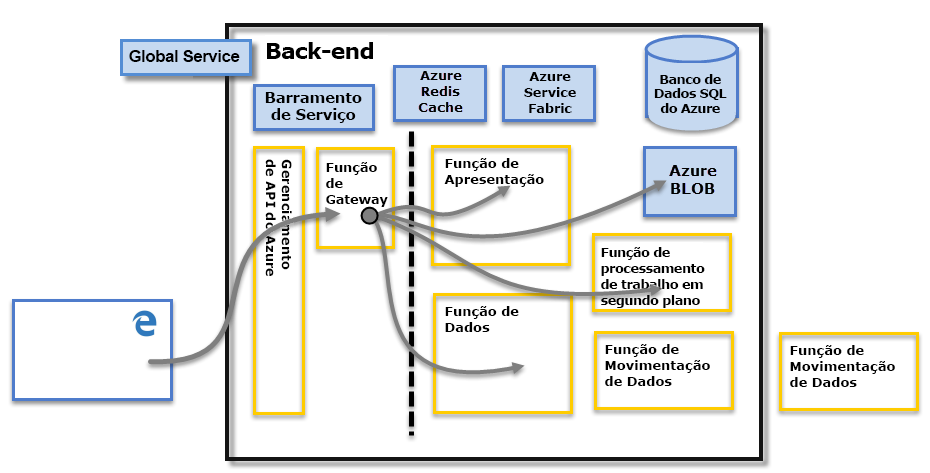 Global Service
Back-end
Barramento
de Serviço
Azure
Redis
Cache
Azure
Service
Fabric
Banco de
Dados SQL
do Azure
Gerenciamento
de API do Azure
Função
de
Gateway
Função de
Apresentação
Azure
BLOB
Função de
processamento
de trabalho em
segundo plano
Função de
Dados
Função de
Movimentação
de Dados
Função de
Movimentação
de Dados